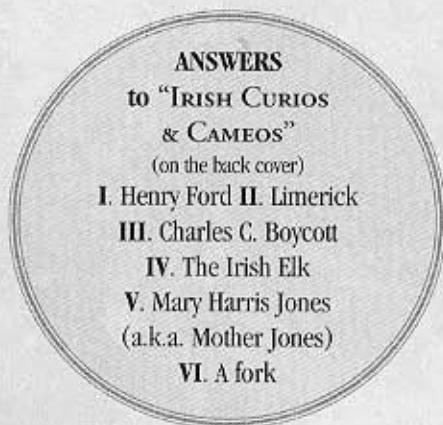 ANSWERS
to “IRISH CURIOS
& CAMEOS”
(on the back cover)
I. Henry Ford II. Limerick
III. Charles C. Boycott
IV. The Irish Elk
V. Mary Harris Jones
(a.k.a. Mother Jones)
VI. A fork